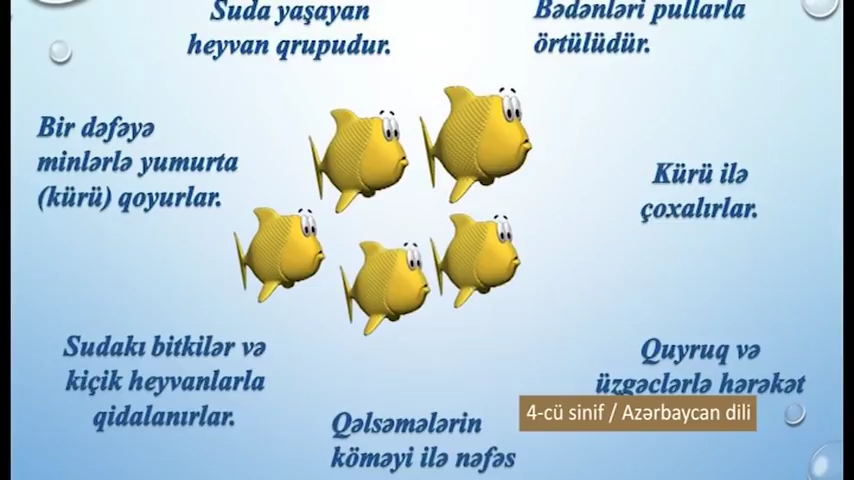 Suda yaşayan
heyvan qrupudur.
Bədənləri pullarla
örtülüdür.
Bir dəfəyə
minlərlə yumurta
(kürü) qoyurlar.
Kürü ilə
çoxalırlar.
Sudakı bitkilər və
kiçik heyvanlarla
qidalanırlar.
Quyruq və
üzgəclərlə hərəkət
Qəlsəmələrin
köməyi ilə nəfəs
4-cü sinif / Azərbaycan dili